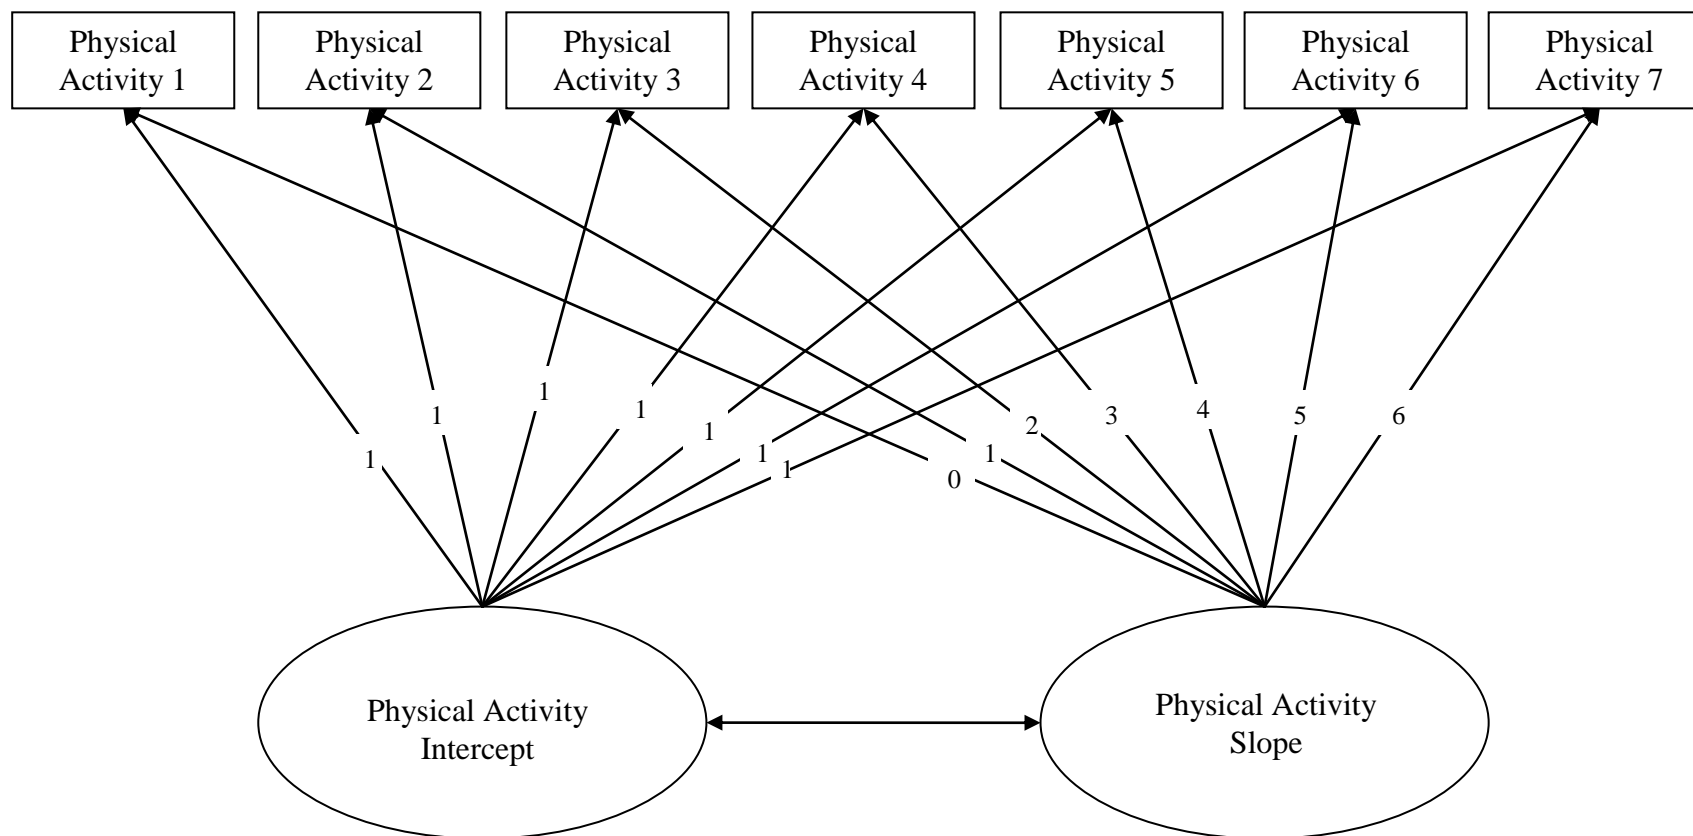 Physical
Activity 1
Physical
Activity 2
Physical
Activity 3
Physical
Activity 4
Physical
Activity 5
Physical
Activity 6
Physical
Activity 7
1
1
1
1
1
1
1
0
1
2
3
4
5
6
Physical Activity
Intercept
Physical Activity
Slope